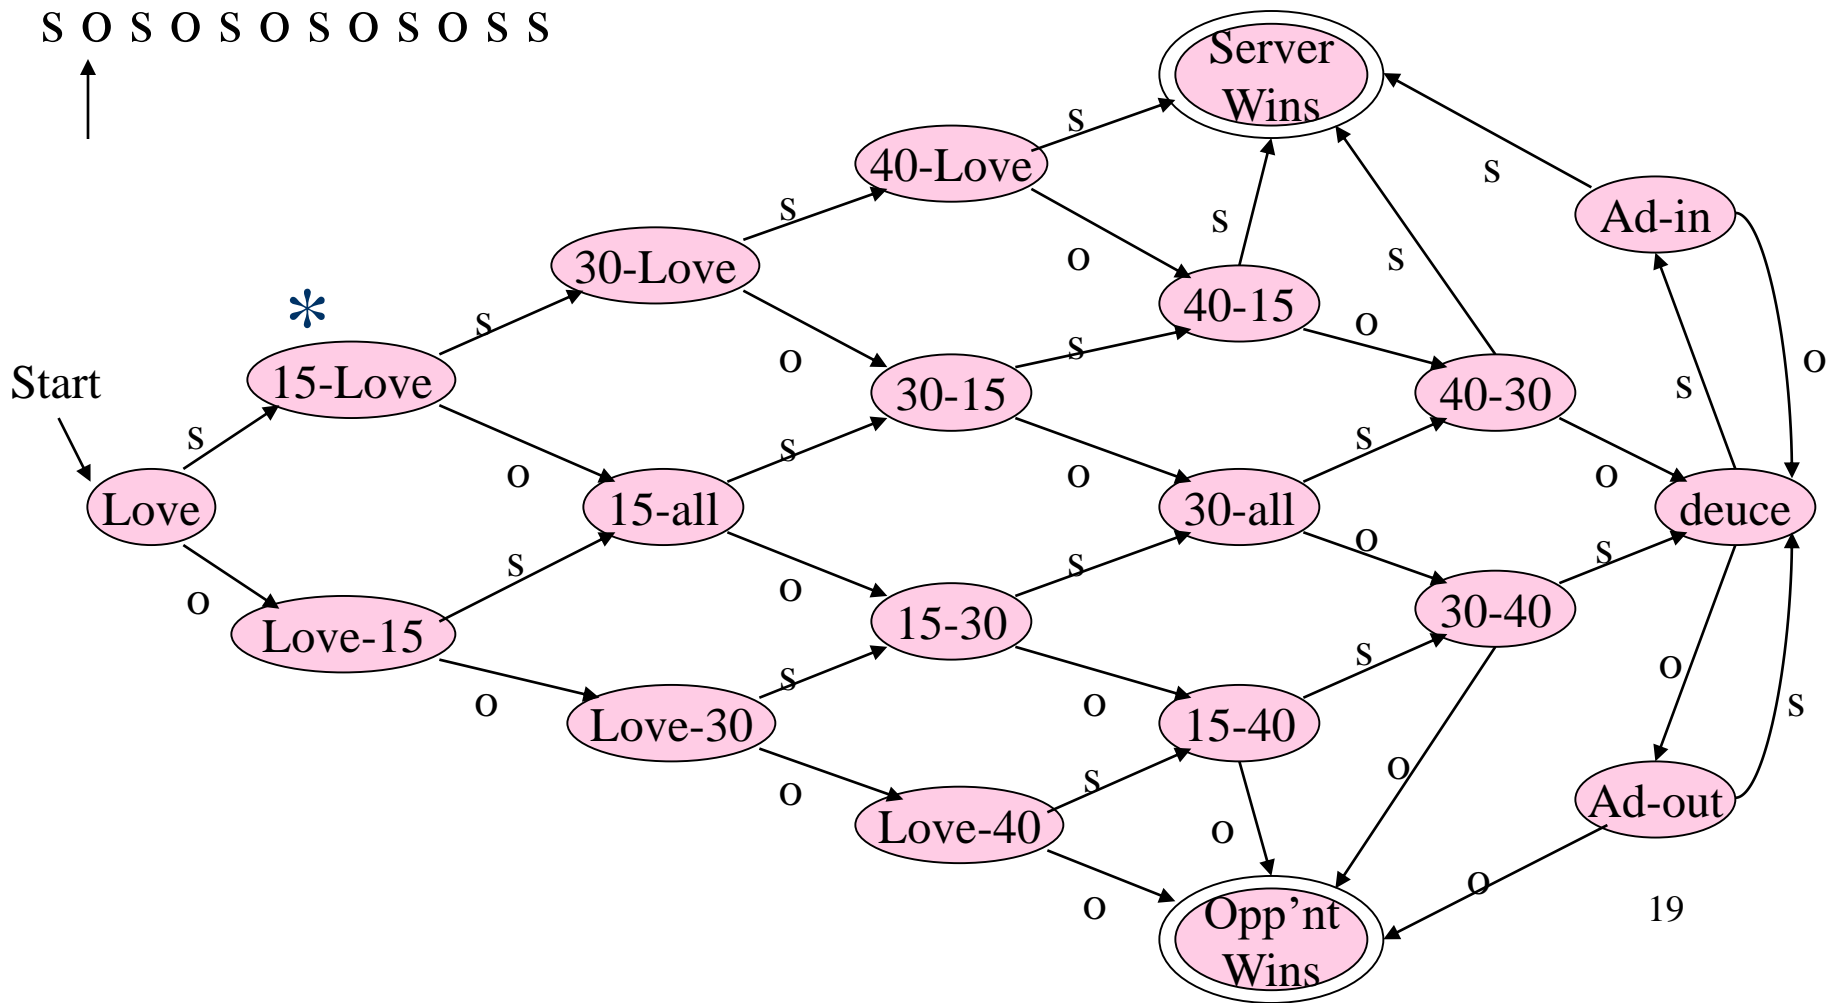 s o s o s o s o s o s s
Server
Wins
s
40-Love
s
s
Ad-in
s
o
s
30-Love
40-15
*
s
o
s
o
o
Start
15-Love
30-15
40-30
s
s
s
s
o
o
o
Love
15-all
30-all
deuce
s
o
s
s
o
o
Love-15
15-30
30-40
s
s
o
o
o
s
Love-30
15-40
o
s
o
o
Ad-out
Love-40
o
o
o
Opp'nt
Wins
19